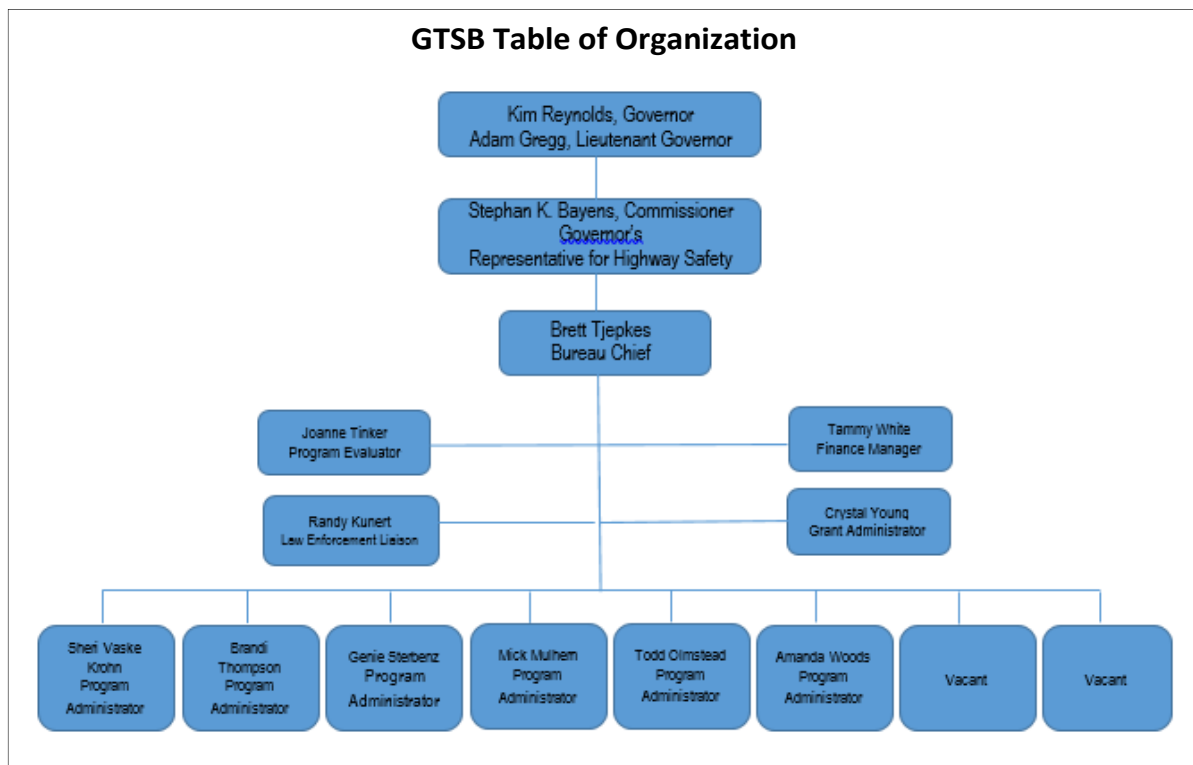 GTSB Table of Organization
Kim Reynolds, Governor
Adam Gregg, Lieutenant Governor
Stephan K. Bayens, Commissioner
Governor's
Representative for Highway Safety
Brett Tjepkes
Bureau Chief
Joanne Tinker
Program Evaluator
Tammy White
Finance Manager
Randy Kunert
Law Enforcement Liaison
Crystal Young
Grant Administrator
Sheri Vaske
Krohn
Program
Administrator
Brandi
Thompson
Program
Administrator
Genie Sterbenz
Program
Administrator
Mick Mulhern
Program
Administrator
Todd Olmstead
Program
Administrator
Amanda Woods
Program
Administrator
Vacant
Vacant